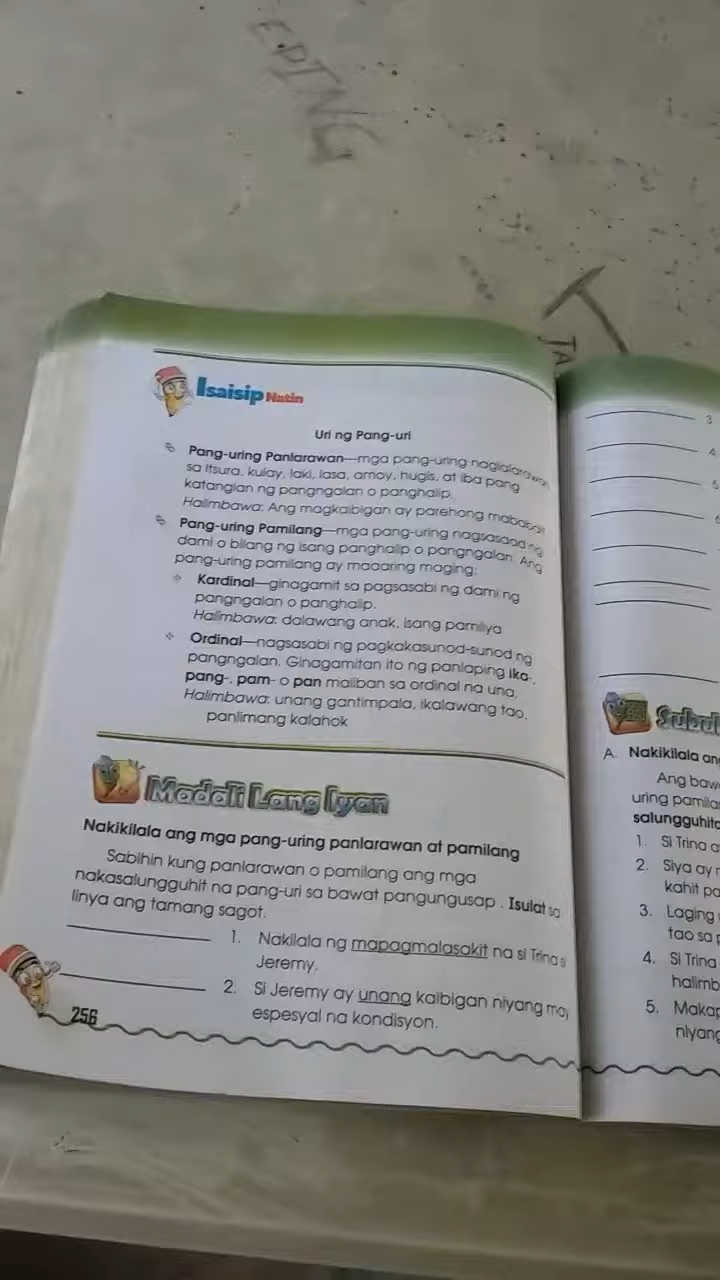 EPING
TA
Isaisip Natin
Uri ng Pang-uri
Pang-uring Panlarawan—mga pang-uring naglalarawan
sa itsura, kulay, laki, lasa, amoy, hugis, at iba pang
katangian ng pangngalan o panghalip.
Halimbawa: Ang magkaibigan ay parehong
Pang-uring Pamilang—mga pang-uring nagsasaad ng
dami o bilang ng isang panghalip o pangngalan. Ang
pang-uring pamilang ay maaaring maging:
Kardinal—ginagamit sa pagsasabi ng dami ng
pangngalan o panghalip.
Halimbawa: dalawang anak, isang pamilya
Ordinal—nagsasabi ng pagkakasunod-sunod ng
pangngalan. Ginagamitan ito ng panlaping ika-,
pang-, pam- o pan maliban sa ordinal na una.
Halimbawa: unang gantimpala, ikalawang tao,
panlimang kalahok
Madali Lang Iyan
Nakikilala ang mga pang-uring panlarawan at pamilang
Sabihin kung panlarawan o pamilang ang mga
nakasalungguhit na pang-uri sa bawat pangungusap. Isulat sa
linya ang tamang sagot.
1. Nakilala ng mapagmalasakit na si Trina s
Jeremy.
2. Si Jeremy ay unang kaibigan niyang may
espesyal na kondisyon.
256
3
4
5
6
Subu
A. Nakikilala an
Ang baw
uring pamila
salungguhito
1. Si Trina a
2. Siya ay
kahit pa
3. Laging
tao sa p
4. Si Trina
halimb
5. Makap
niyang